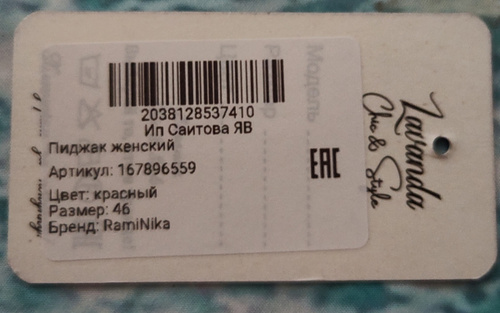 2038128537410
Ип Саитова ЯВ
Пиджак женский
Артикул: 167896559
Цвет: красный
Размер: 46
Бренд: RamiNika
EAC
Модель
Lavanda
Chic & Style